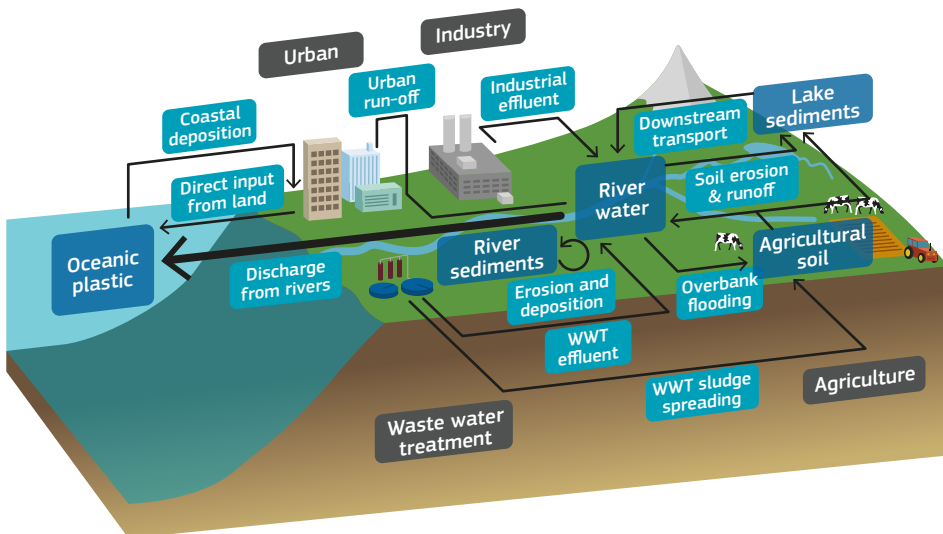 Urban
Industry
Coastal
deposition
Urban
run-off
Industrial
effluent
Downstream
transport
Lake
sediments
Direct input
from land
River
water
Soil erosion
& runoff
Oceanic
plastic
Discharge
from rivers
River
sediments
Agricultural
soil
Erosion and
deposition
Overbank
flooding
WWT
effluent
WWT sludge
spreading
Agriculture
Waste water
treatment